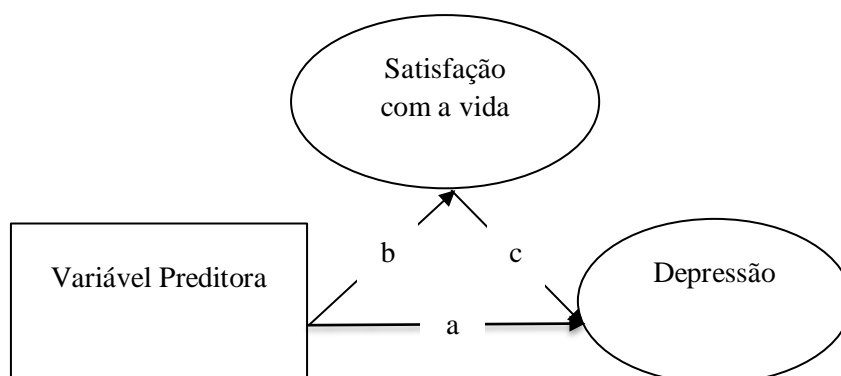 Satisfação
com a vida
b
c
Variável Preditora
Depressão
a